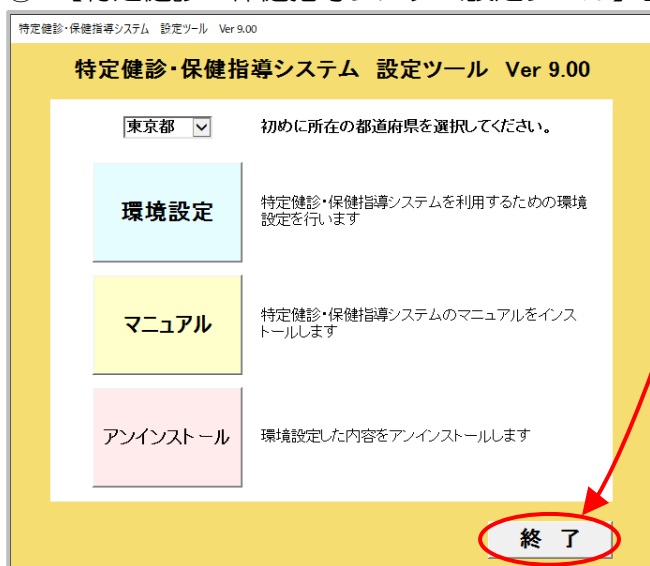 特定健診・保健指導システム 設定ツール Ver 9.00
特定健診・保健指導システム 設定ツール Ver 9.00
東京都
初めに所在の都道府県を選択してください。
環境設定
特定健診・保健指導システムを利用するための環境
設定を行います
マニュアル
特定健診・保健指導システムのマニュアルをインス
トールします
アンインストール
環境設定した内容をアンインストールします
終 了